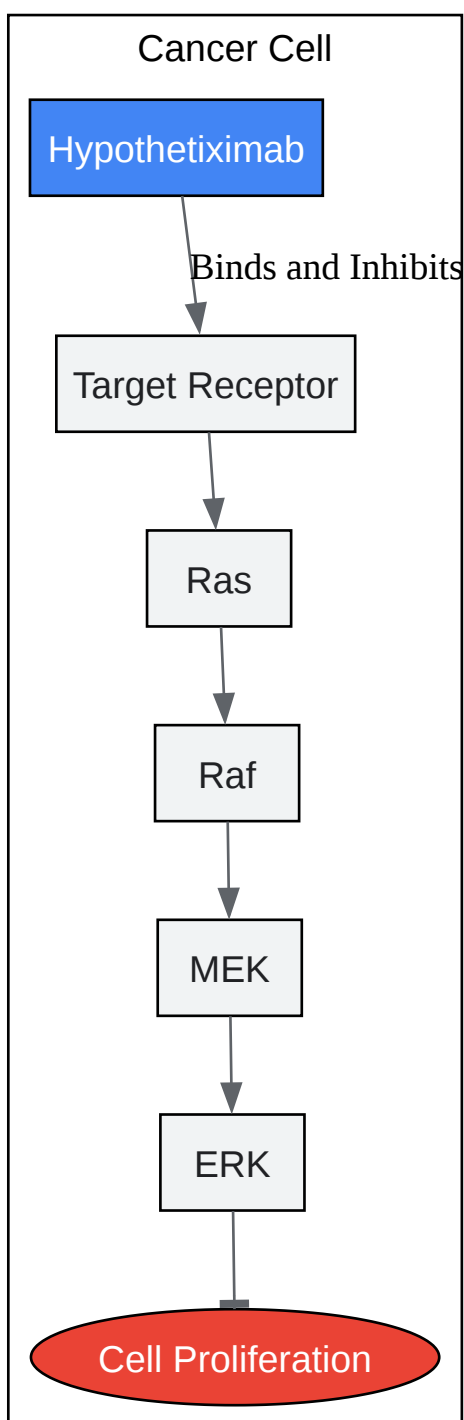 Cancer Cell
Hypothetiximab
Binds and Inhibits
Target Receptor
Ras
Raf
MEK
ERK
Cell Proliferation